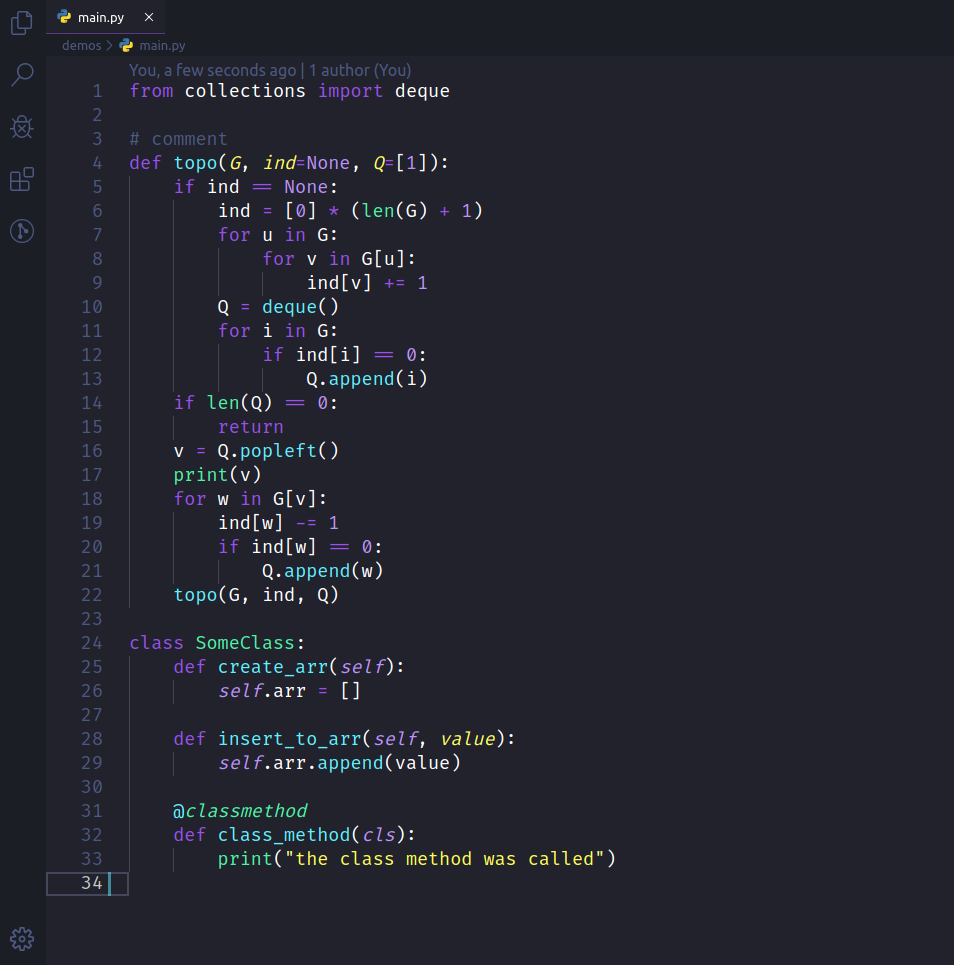 main.py ×
demos > main.py
You, a few seconds ago | 1 author (You)
1 from collections import deque
2
3 # comment
4 def topo(G, ind=None, Q=[1]):
5     if ind == None:
6         ind = [0] * (len(G) + 1)
7         for u in G:
8             for v in G[u]:
9                 ind[v] += 1
10         Q = deque()
11         for i in G:
12             if ind[i] == 0:
13                 Q.append(i)
14     if len(Q) == 0:
15         return
16     v = Q.popleft()
17     print(v)
18     for w in G[v]:
19         ind[w] -= 1
20         if ind[w] == 0:
21             Q.append(w)
22     topo(G, ind, Q)
23
24 class SomeClass:
25     def create_arr(self):
26         self.arr = []
27
28     def insert_to_arr(self, value):
29         self.arr.append(value)
30
31     @classmethod
32     def class_method(cls):
33         print("the class method was called")
34